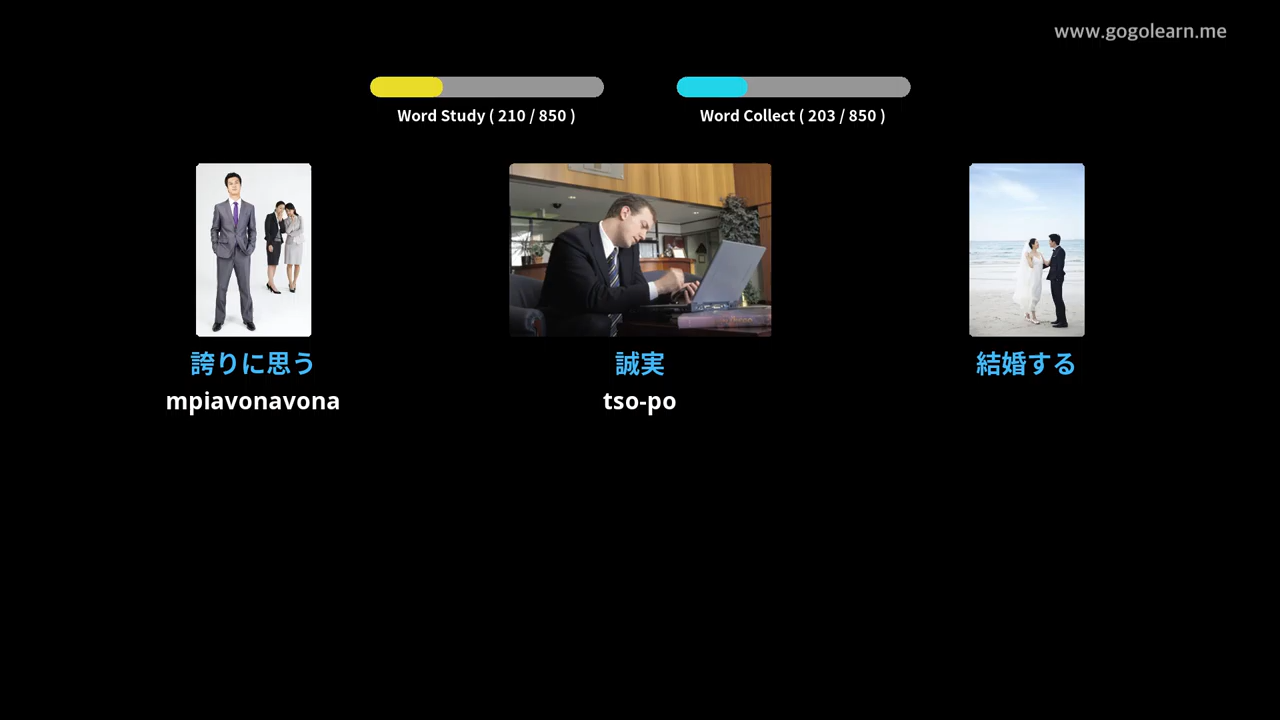 www.gogolearn.me
Word Study ( 210 / 850 )
Word Collect ( 203 / 850 )
誇りに思う
誠実
結婚する
mpiavonavona
tso-po